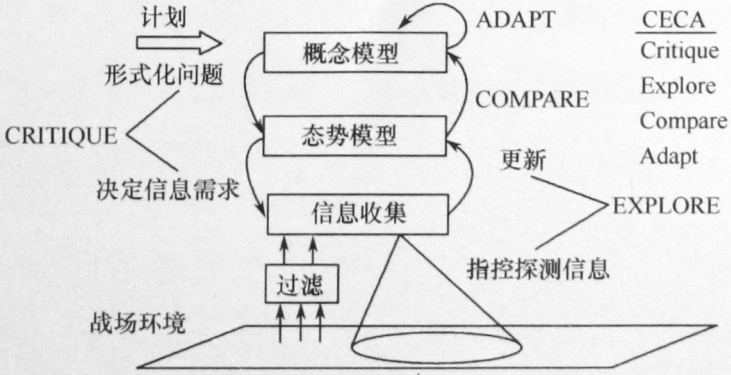 计划
ADAPT
CECA
概念模型
Critique
形式化问题
Explore
COMPARE
Compare
CRITIQUE
态势模型
更新
Adapt
决定信息需求
信息收集
EXPLORE
指控探测信息
过滤
战场环境